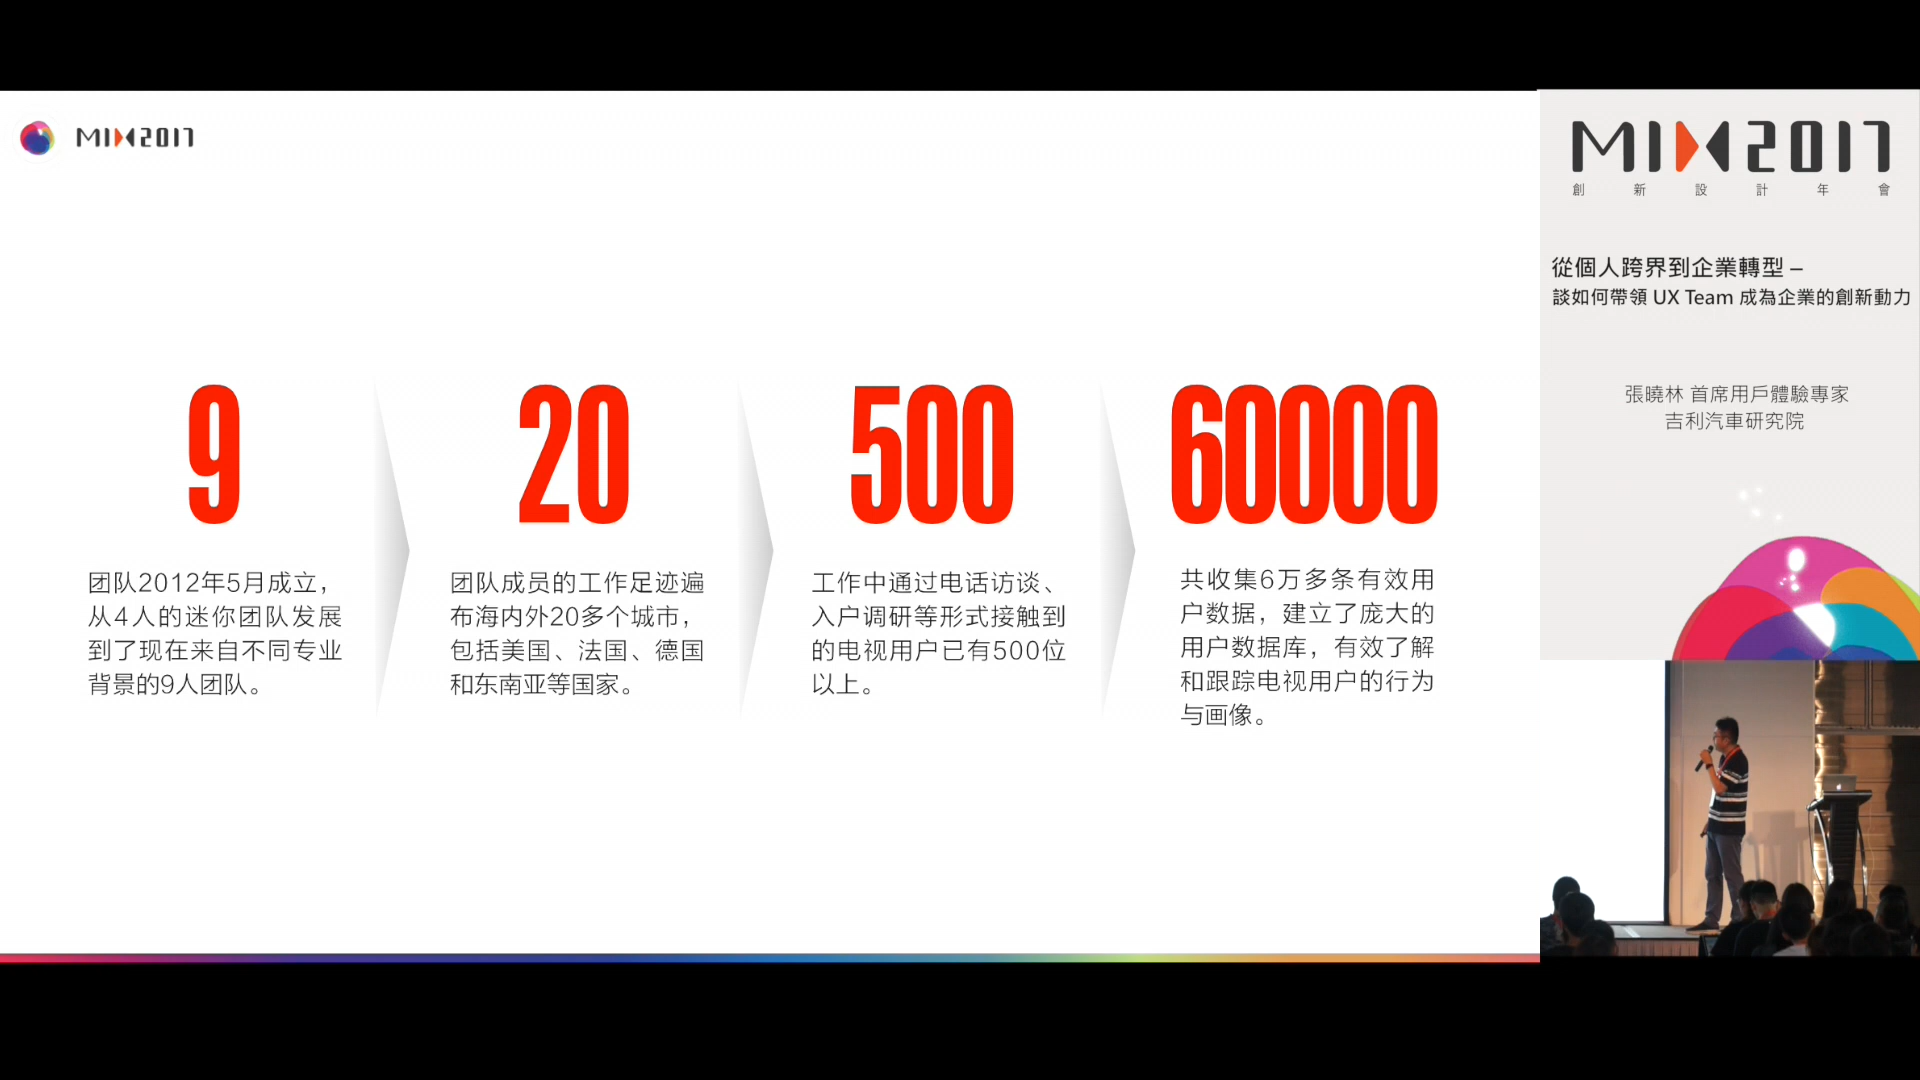 MIX2017
9
团队2012年5月成立，
从4人的迷你团队发展
到了现在来自不同专业
背景的9人团队。
20
团队成员的工作足迹遍
布海内外20多个城市，
包括美国、法国、德国
和东南亚等国家。
500
工作中通过电话访谈、
入户调研等形式接触到
的电视用户已有500位
以上。
60000
共收集6万多条有效用
户数据，建立了庞大的
用户数据库，有效了解
和跟踪电视用户的行为
与画像。
MIX2017
創新設計年會
從個人跨界到企業轉型 –
談如何帶領 UX Team 成為企業的創新動力
張曉林 首席用戶體驗專家
吉利汽車研究院